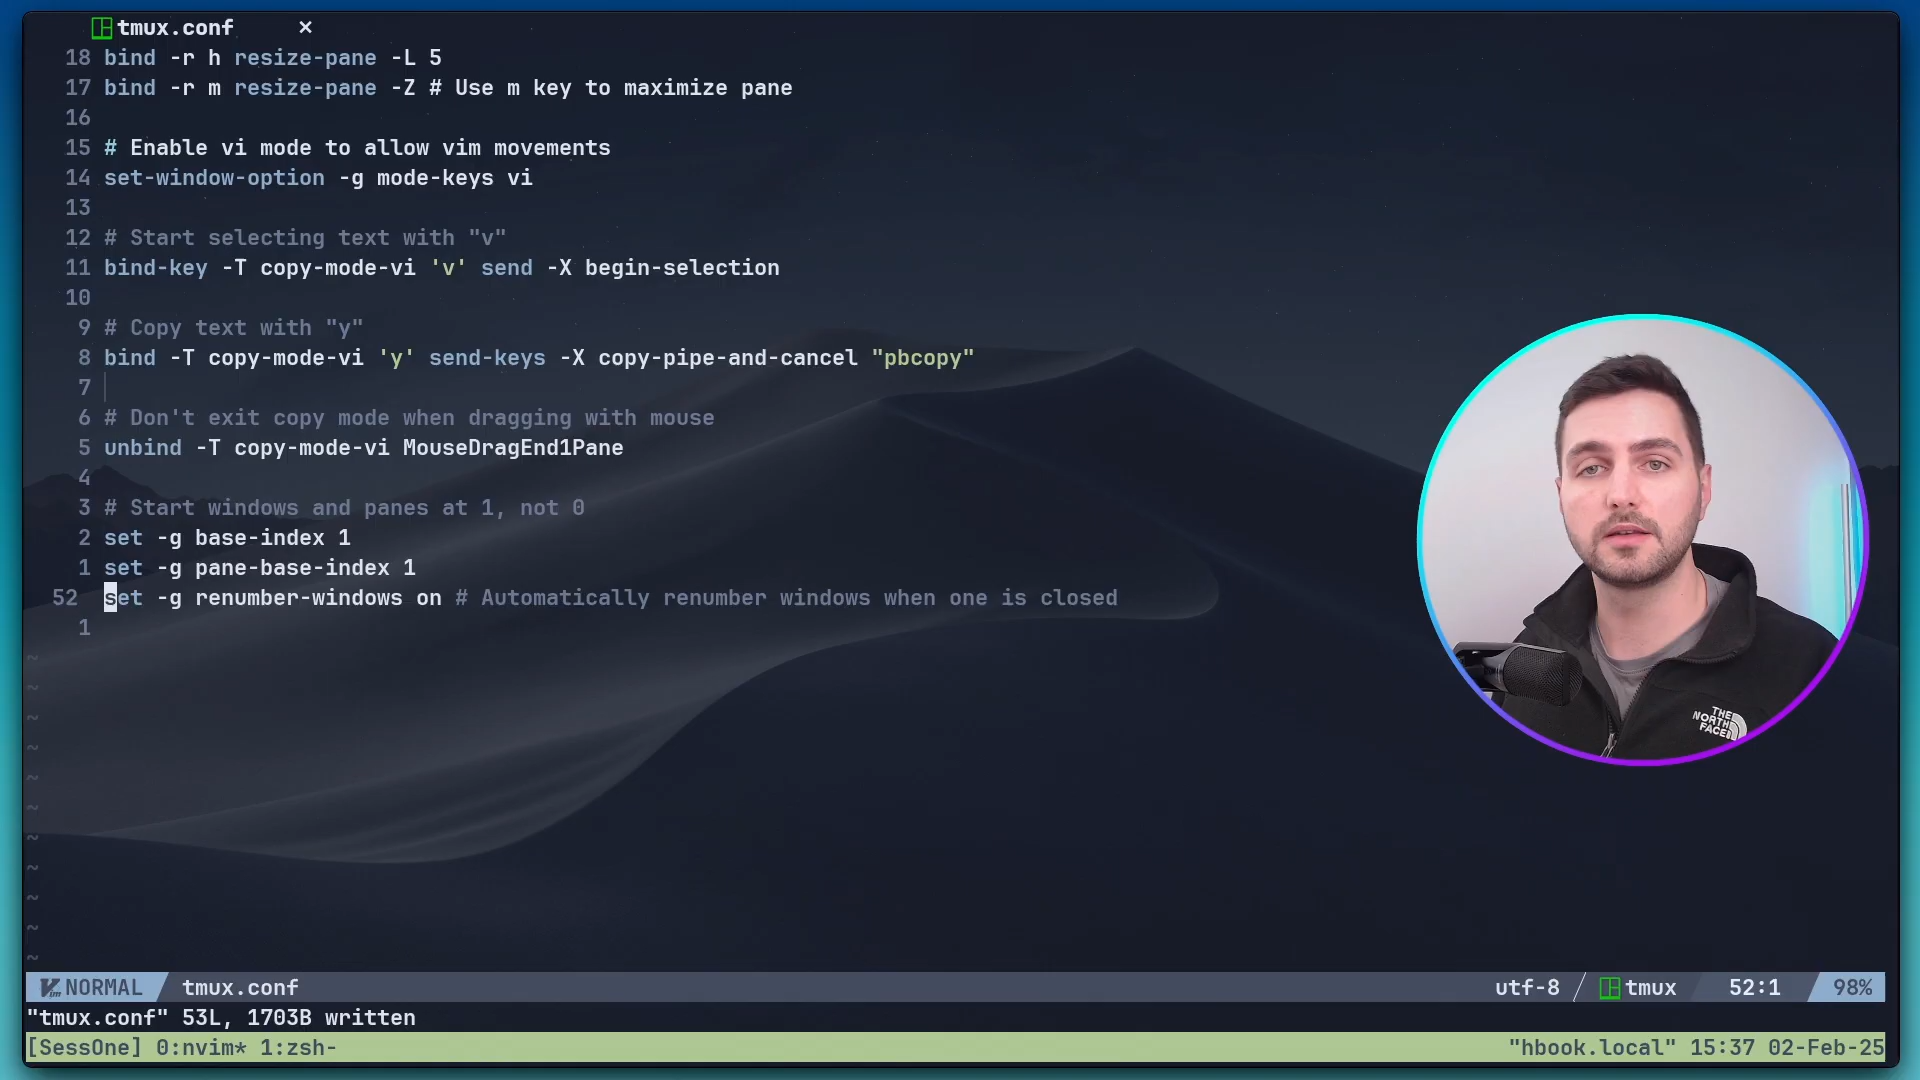 tmux.conf ×
18 bind -r h resize-pane -L 5
17 bind -r m resize-pane -Z # Use m key to maximize pane
16
15 # Enable vi mode to allow vim movements
14 set-window-option -g mode-keys vi
13
12 # Start selecting text with "v"
11 bind-key -T copy-mode-vi 'v' send -X begin-selection
10
9 # Copy text with "y"
8 bind -T copy-mode-vi 'y' send-keys -X copy-pipe-and-cancel "pbcopy"
7
6 # Don't exit copy mode when dragging with mouse
5 unbind -T copy-mode-vi MouseDragEnd1Pane
4
3 # Start windows and panes at 1, not 0
2 set -g base-index 1
1 set -g pane-base-index 1
52 set -g renumber-windows on # Automatically renumber windows when one is closed
1
~
~
~
~
~
~
~
~
~
~
~
THE
NORTH
FACE
NORMAL tmux.conf utf-8 tmux 52:1 98%
"tmux.conf" 53L, 1703B written
[SessOne] 0:nvim* 1:zsh- "hbook.local" 15:37 02-Feb-25